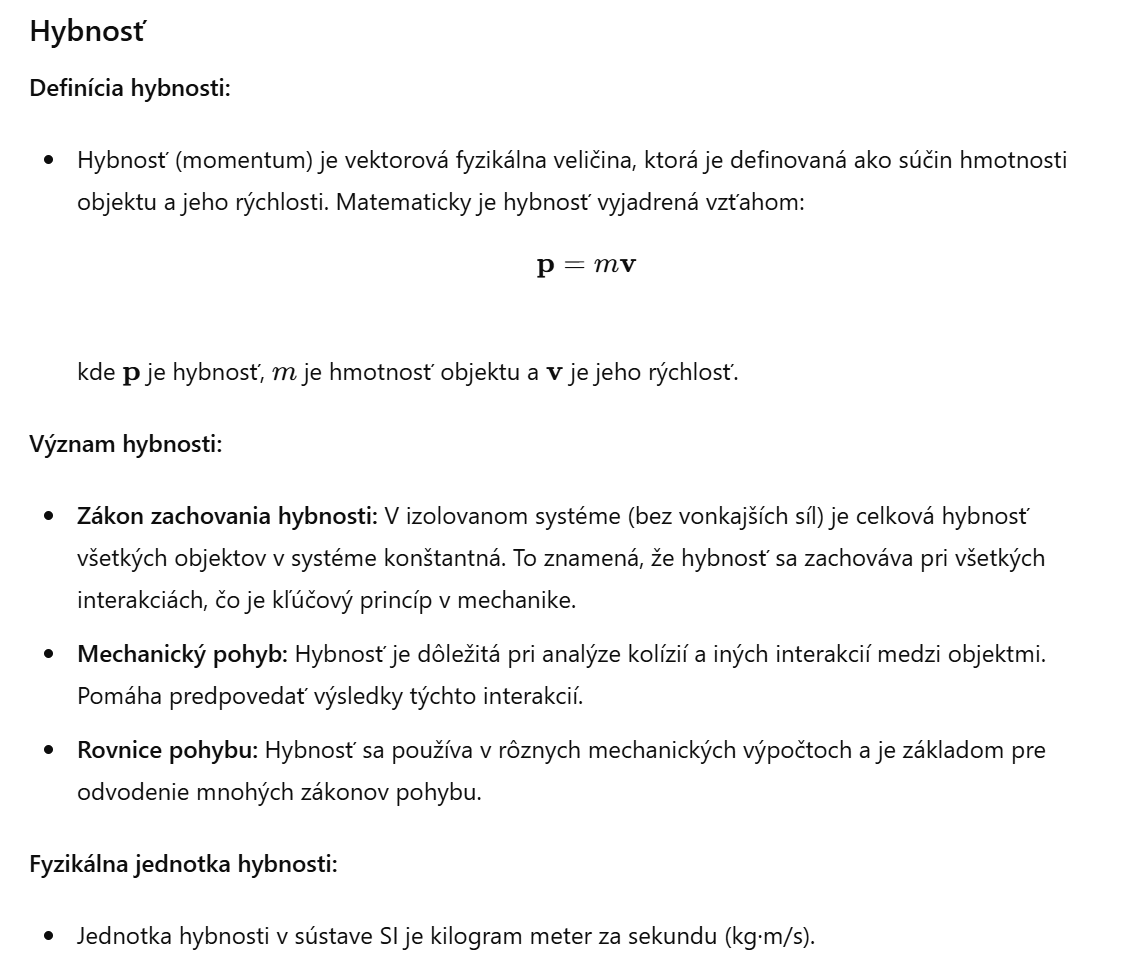 Hybnosť
Definícia hybnosti:
• Hybnosť (momentum) je vektorová fyzikálna veličina, ktorá je definovaná ako súčin hmotnosti
objektu a jeho rýchlosti. Matematicky je hybnosť vyjadrená vzťahom:
p = mv
kde p je hybnosť, m je hmotnosť objektu a v je jeho rýchlosť.
Význam hybnosti:
• Zákon zachovania hybnosti: V izolovanom systéme (bez vonkajších síl) je celková hybnosť
všetkých objektov v systéme konštantná. To znamená, že hybnosť sa zachováva pri všetkých
interakciách, čo je kľúčový princíp v mechanike.
• Mechanický pohyb: Hybnosť je dôležitá pri analýze kolízií a iných interakcií medzi objektmi.
Pomáha predpovedať výsledky týchto interakcií.
• Rovnice pohybu: Hybnosť sa používa v rôznych mechanických výpočtoch a je základom pre
odvodenie mnohých zákonov pohybu.
Fyzikálna jednotka hybnosti:
• Jednotka hybnosti v sústave SI je kilogram meter za sekundu (kg·m/s).